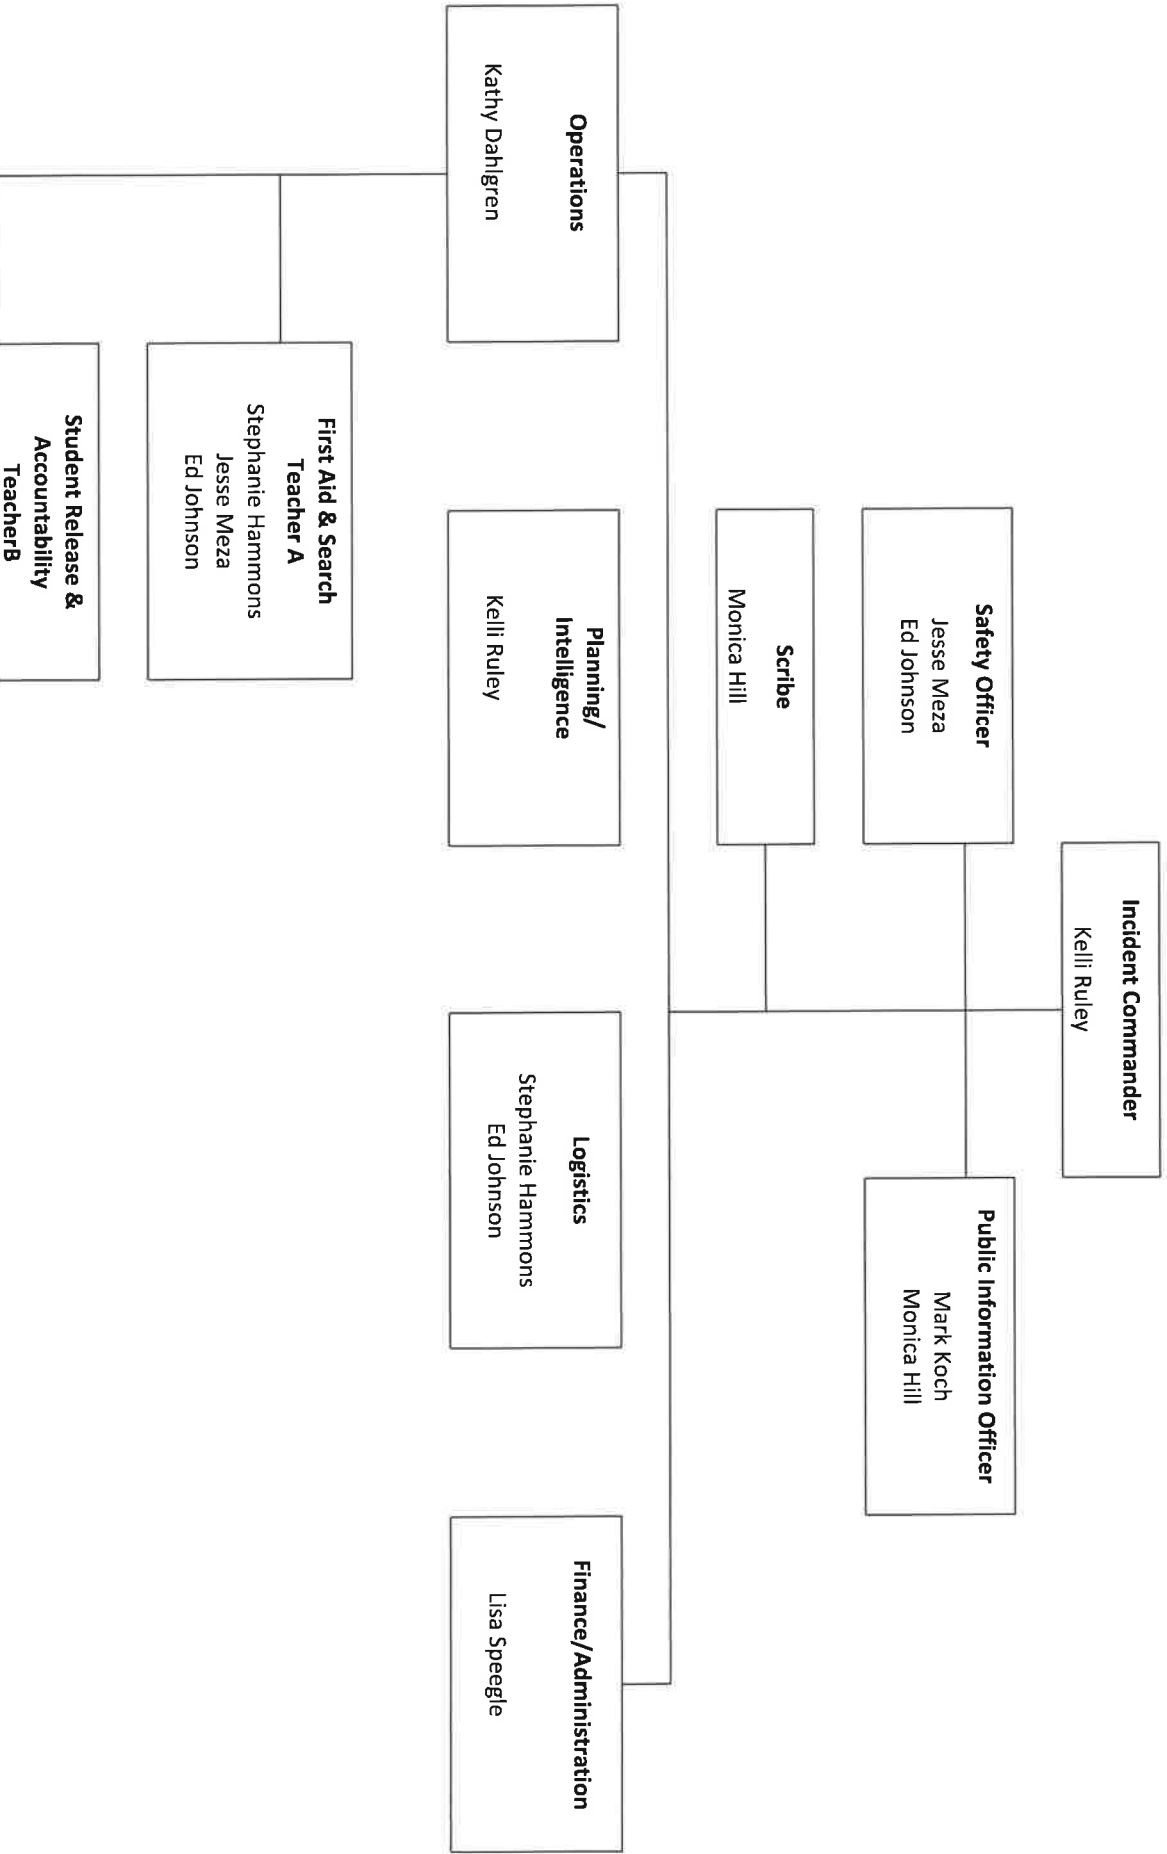 Incident Commander
Kelli Ruley
Safety Officer
Jesse Meza
Ed Johnson
Public Information Officer
Mark Koch
Monica Hill
Scribe
Monica Hill
Operations
Kathy Dahlgren
Planning/
Intelligence
Kelli Ruley
Logistics
Stephanie Hammons
Ed Johnson
Finance/Administration
Lisa Speegle
First Aid & Search
Teacher A
Stephanie Hammons
Jesse Meza
Ed Johnson
Student Release &
Accountability
TeacherB